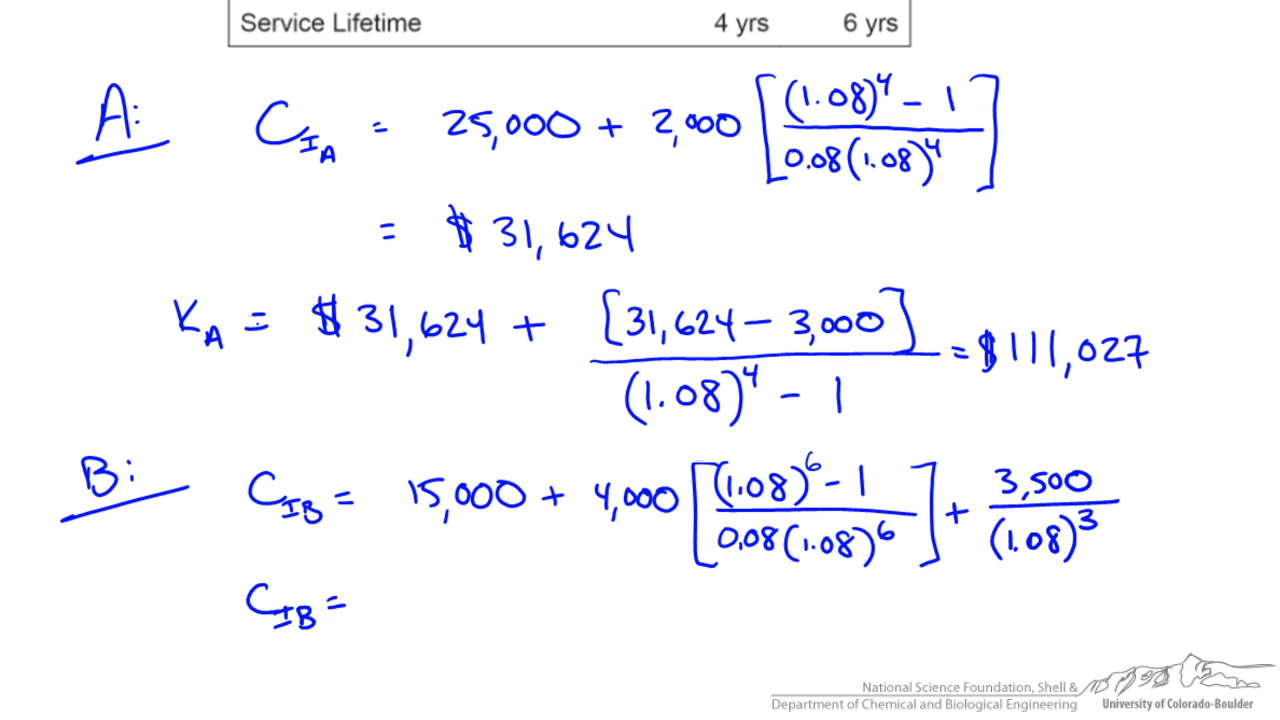 Service Lifetime 4 yrs 6 yrs
A: C_IA = 25,000 + 2,000 [ (1.08)^4 - 1 / 0.08(1.08)^4 ]
= $ 31,624
K_A = $ 31,624 + [31,624 - 3,000] / (1.08)^4 - 1 = $111,027
B: C_IB = 15,000 + 4,000 [ (1.08)^6 - 1 / 0.08(1.08)^6 ] + 3,500 / (1.08)^3
C_IB =
National Science Foundation, Shell &
Department of Chemical and Biological Engineering
University of Colorado-Boulder